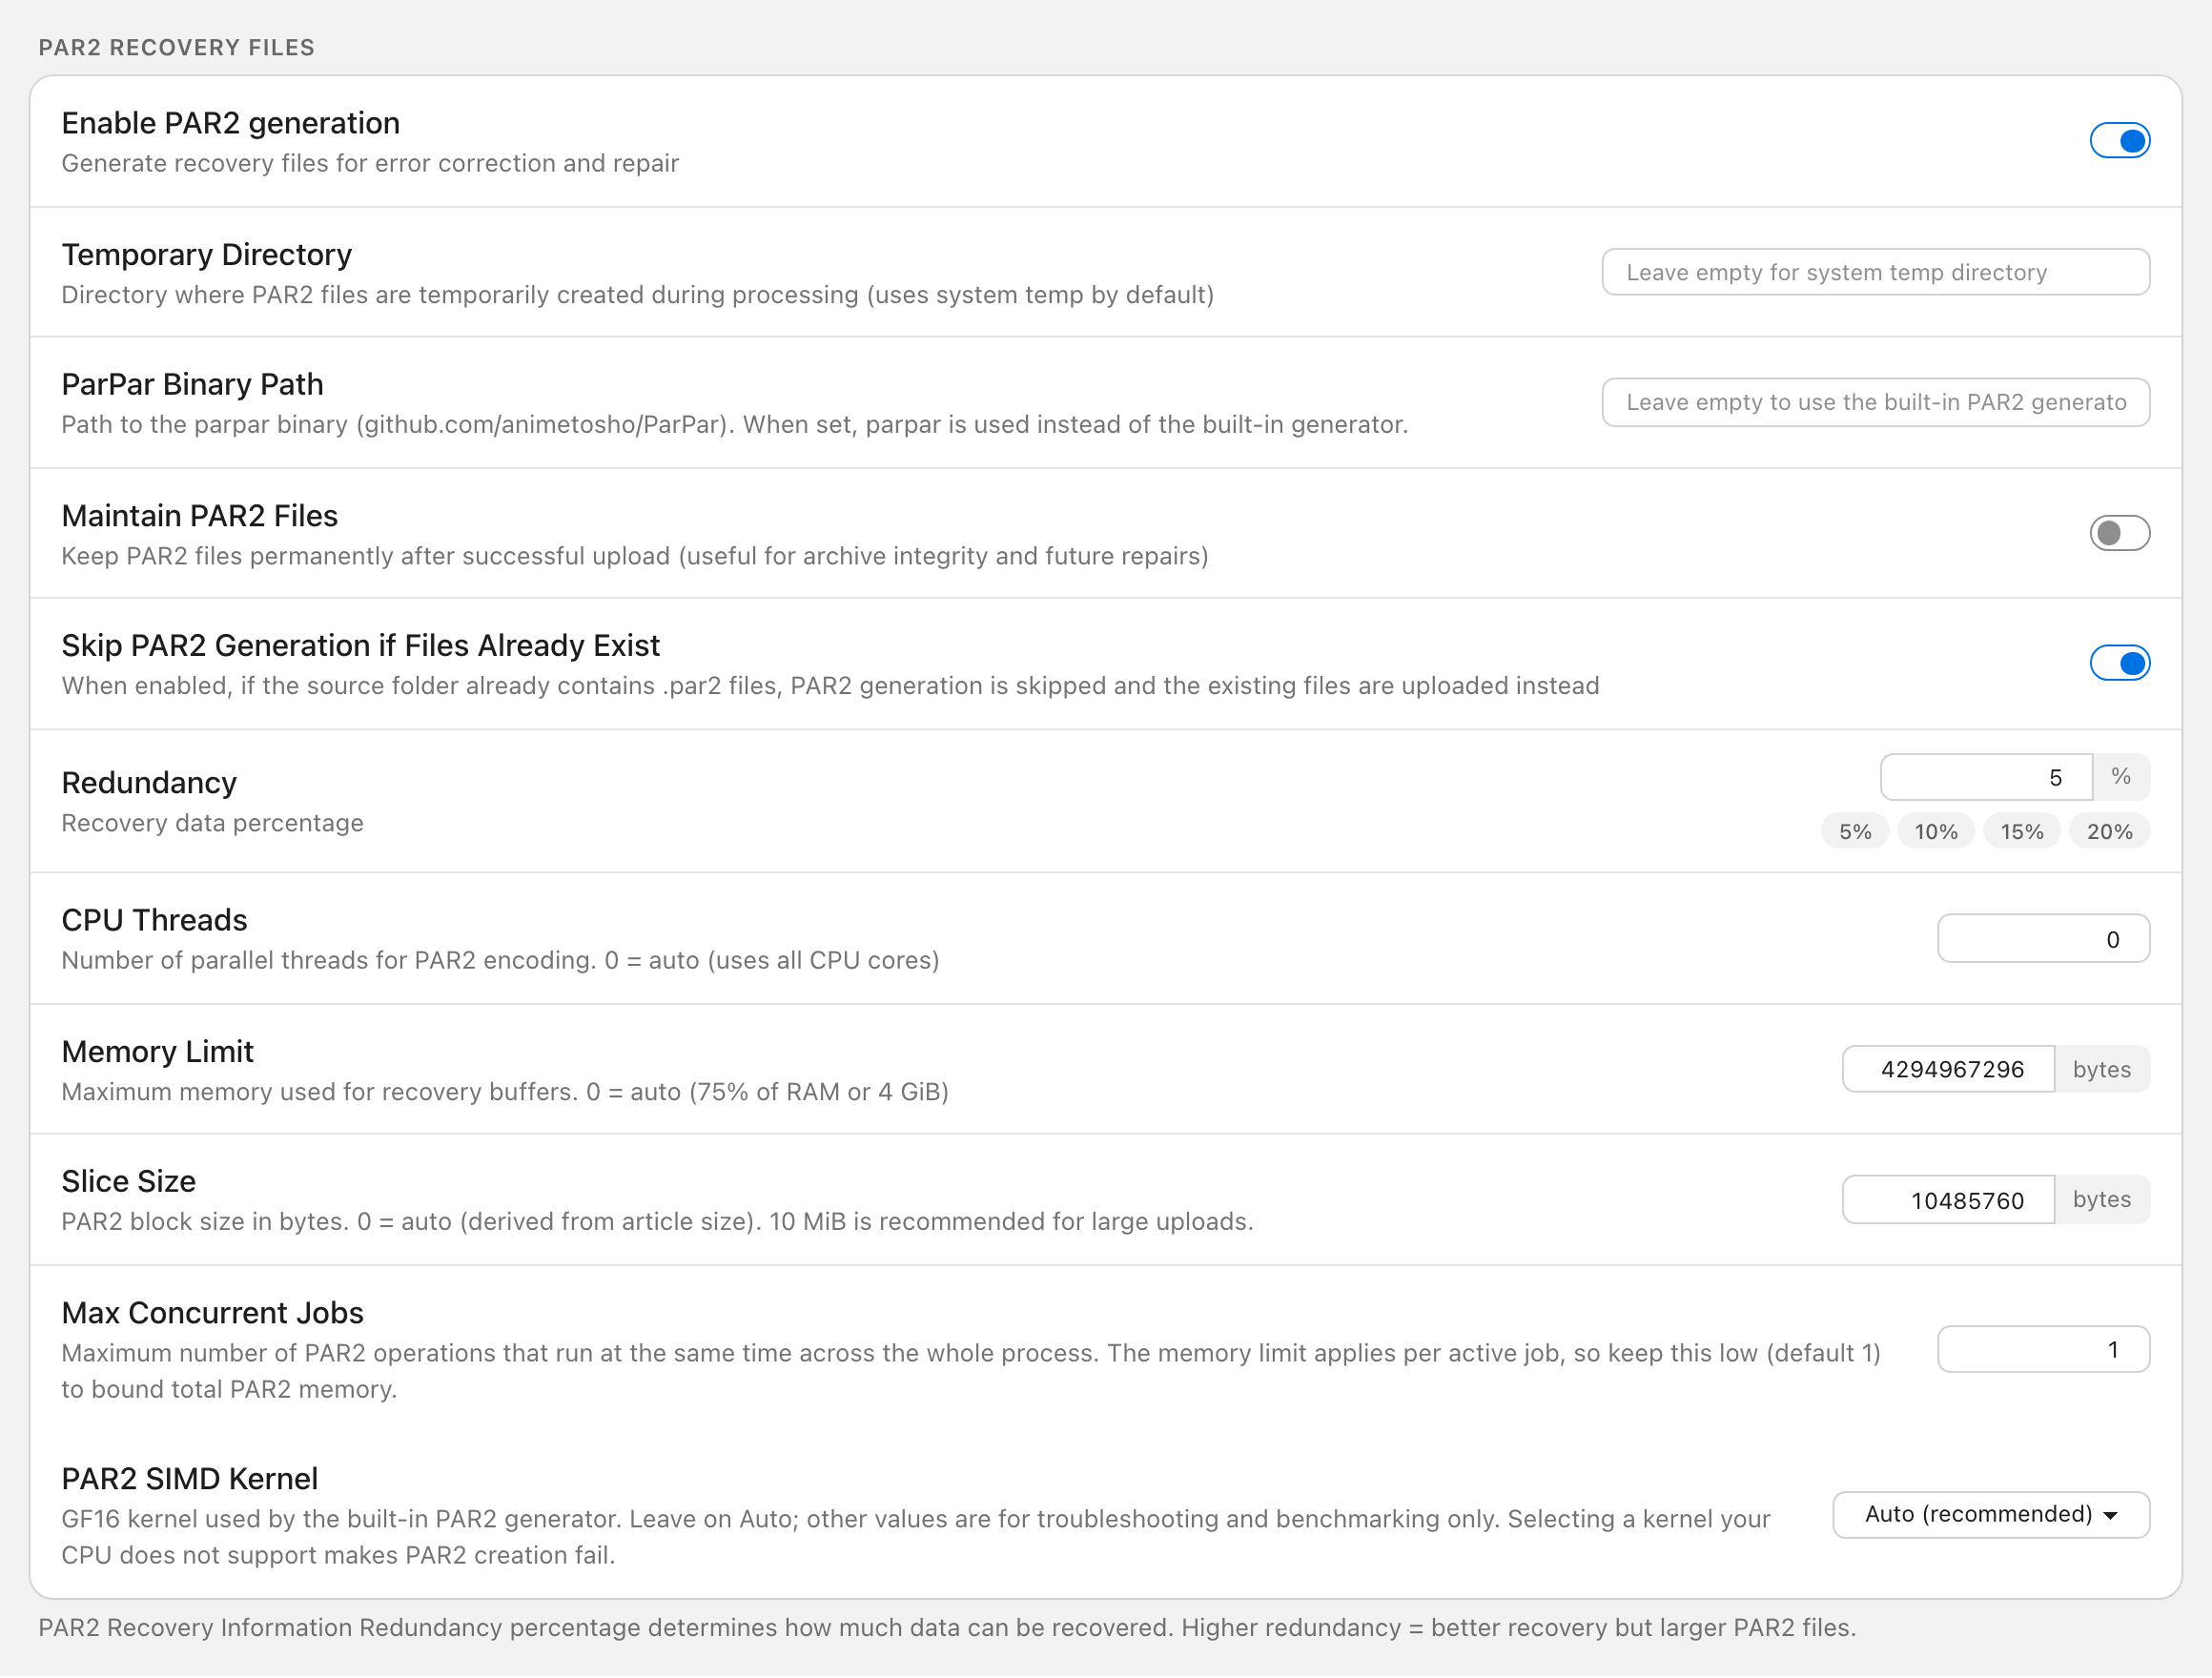 PAR2 RECOVERY FILES
Enable PAR2 generation
Generate recovery files for error correction and repair
Temporary Directory
Directory where PAR2 files are temporarily created during processing (uses system temp by default)
Leave empty for system temp directory
ParPar Binary Path
Path to the parpar binary (github.com/animetosho/ParPar). When set, parpar is used instead of the built-in generator.
Leave empty to use the built-in PAR2 generato
Maintain PAR2 Files
Keep PAR2 files permanently after successful upload (useful for archive integrity and future repairs)
Skip PAR2 Generation if Files Already Exist
When enabled, if the source folder already contains .par2 files, PAR2 generation is skipped and the existing files are uploaded instead
Redundancy
Recovery data percentage
5 %
5% 10% 15% 20%
CPU Threads
Number of parallel threads for PAR2 encoding. 0 = auto (uses all CPU cores)
0
Memory Limit
Maximum memory used for recovery buffers. 0 = auto (75% of RAM or 4 GiB)
4294967296 bytes
Slice Size
PAR2 block size in bytes. 0 = auto (derived from article size). 10 MiB is recommended for large uploads.
10485760 bytes
Max Concurrent Jobs
Maximum number of PAR2 operations that run at the same time across the whole process. The memory limit applies per active job, so keep this low (default 1)
to bound total PAR2 memory.
1
PAR2 SIMD Kernel
GF16 kernel used by the built-in PAR2 generator. Leave on Auto; other values are for troubleshooting and benchmarking only. Selecting a kernel your
CPU does not support makes PAR2 creation fail.
Auto (recommended)
PAR2 Recovery Information Redundancy percentage determines how much data can be recovered. Higher redundancy = better recovery but larger PAR2 files.